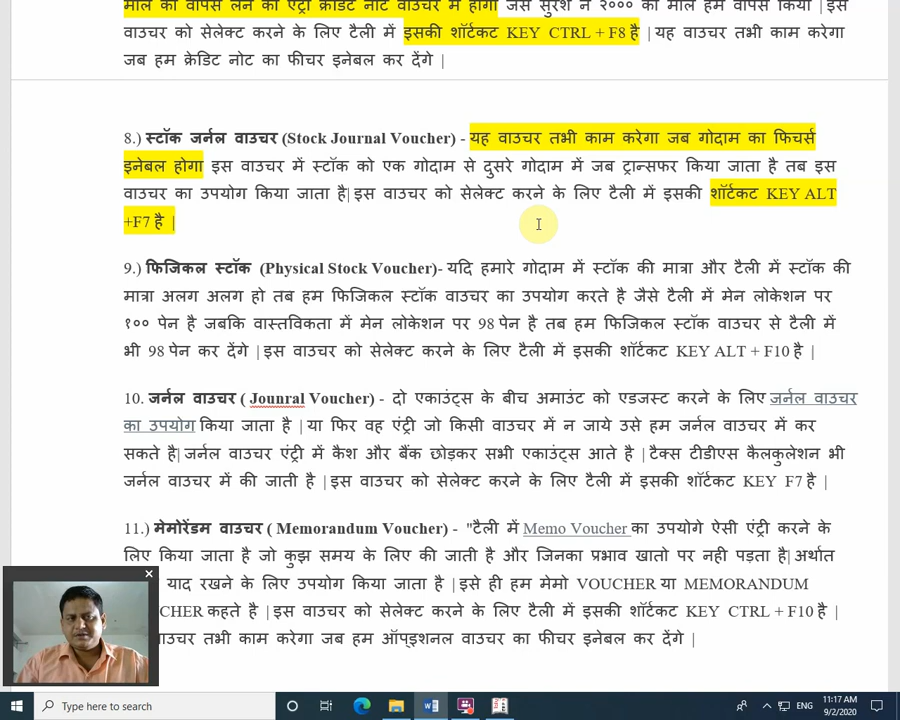 माल को वापस लेने की एंट्री क्रेडिट नोट वाउचर में होगी जैसे सुरेश ने २००० का माल हमे वापस किया |इस
वाउचर को सेलेक्ट करने के लिए टैली में इसकी शॉर्टकट KEY CTRL + F8 है |यह वाउचर तभी काम करेगा
जब हम क्रेडिट नोट का फीचर इनेबल कर देंगे |
8.) स्टॉक जर्नल वाउचर (Stock Journal Voucher) - यह वाउचर तभी काम करेगा जब गोदाम का फिचर्स
इनेबल होगा इस वाउचर में स्टॉक को एक गोदाम से दुसरे गोदाम में जब ट्रान्सफर किया जाता है तब इस
वाउचर का उपयोग किया जाता है| इस वाउचर को सेलेक्ट करने के लिए टैली में इसकी शॉर्टकट KEY ALT
+F7 है |
9.) फिजिकल स्टॉक (Physical Stock Voucher)- यदि हमारे गोदाम में स्टॉक की मात्रा और टैली में स्टॉक की
मात्रा अलग अलग हो तब हम फिजिकल स्टॉक वाउचर का उपयोग करते है जैसे टैली में मेन लोकेशन पर
१०० पेन है जबकि वास्तविकता में मेन लोकेशन पर 98 पेन है तब हम फिजिकल स्टॉक वाउचर से टैली में
भी 98 पेन कर देंगे |इस वाउचर को सेलेक्ट करने के लिए टैली में इसकी शॉर्टकट KEY ALT + F10 है |
10. जर्नल वाउचर ( Jounral Voucher) - दो एकाउंट्स के बीच अमाउंट को एडजस्ट करने के लिए जर्नल वाउचर
का उपयोग किया जाता है |या फिर वह एंट्री जो किसी वाउचर में न जाये उसे हम जर्नल वाउचर में कर
सकते है| जर्नल वाउचर एंट्री में कैश और बैंक छोड़कर सभी एकाउंट्स आते है |टैक्स टीडीएस कैलकुलेशन भी
जर्नल वाउचर में की जाती है |इस वाउचर को सेलेक्ट करने के लिए टैली में इसकी शॉर्टकट KEY F7 है |
11.) मेमोरेंडम वाउचर ( Memorandum Voucher) - "टैली में Memo Voucher का उपयोगे ऐसी एंट्री करने के
लिए किया जाता है जो कुझ समय के लिए की जाती है और जिनका प्रभाव खातो पर नही पड़ता है| अर्थात
याद रखने के लिए उपयोग किया जाता है |इसे ही हम मेमो VOUCHER या MEMORANDUM
CHER कहते है |इस वाउचर को सेलेक्ट करने के लिए टैली में इसकी शॉर्टकट KEY CTRL + F10 है |
ाउचर तभी काम करेगा जब हम ऑप्इशनल वाउचर का फीचर इनेबल कर देंगे |
Type here to search
ENG
11:17 AM
9/2/2020